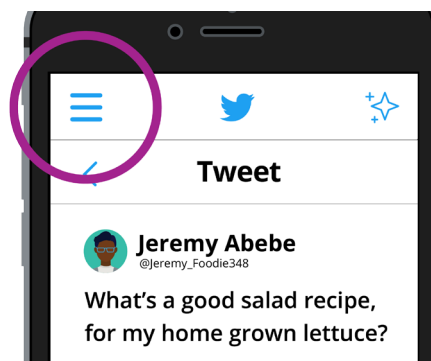 Tweet
Jeremy Abebe
@Jeremy_Foodie348
What's a good salad recipe,
for my home grown lettuce?